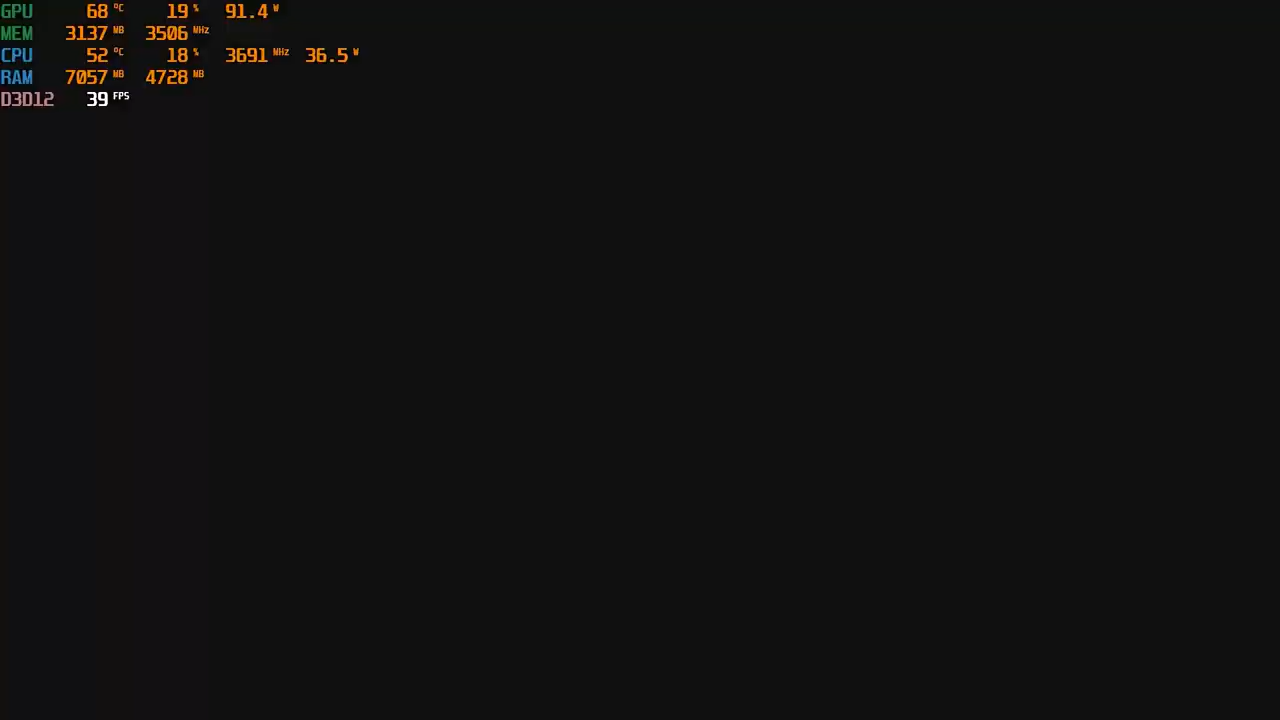 GPU 68 °C 19 % 91.4 W
MEM 3137 MB 3506 MHz
CPU 52 °C 18 % 3691 MHz 36.5 W
RAM 7057 MB 4728 MB
D3D12 39 FPS